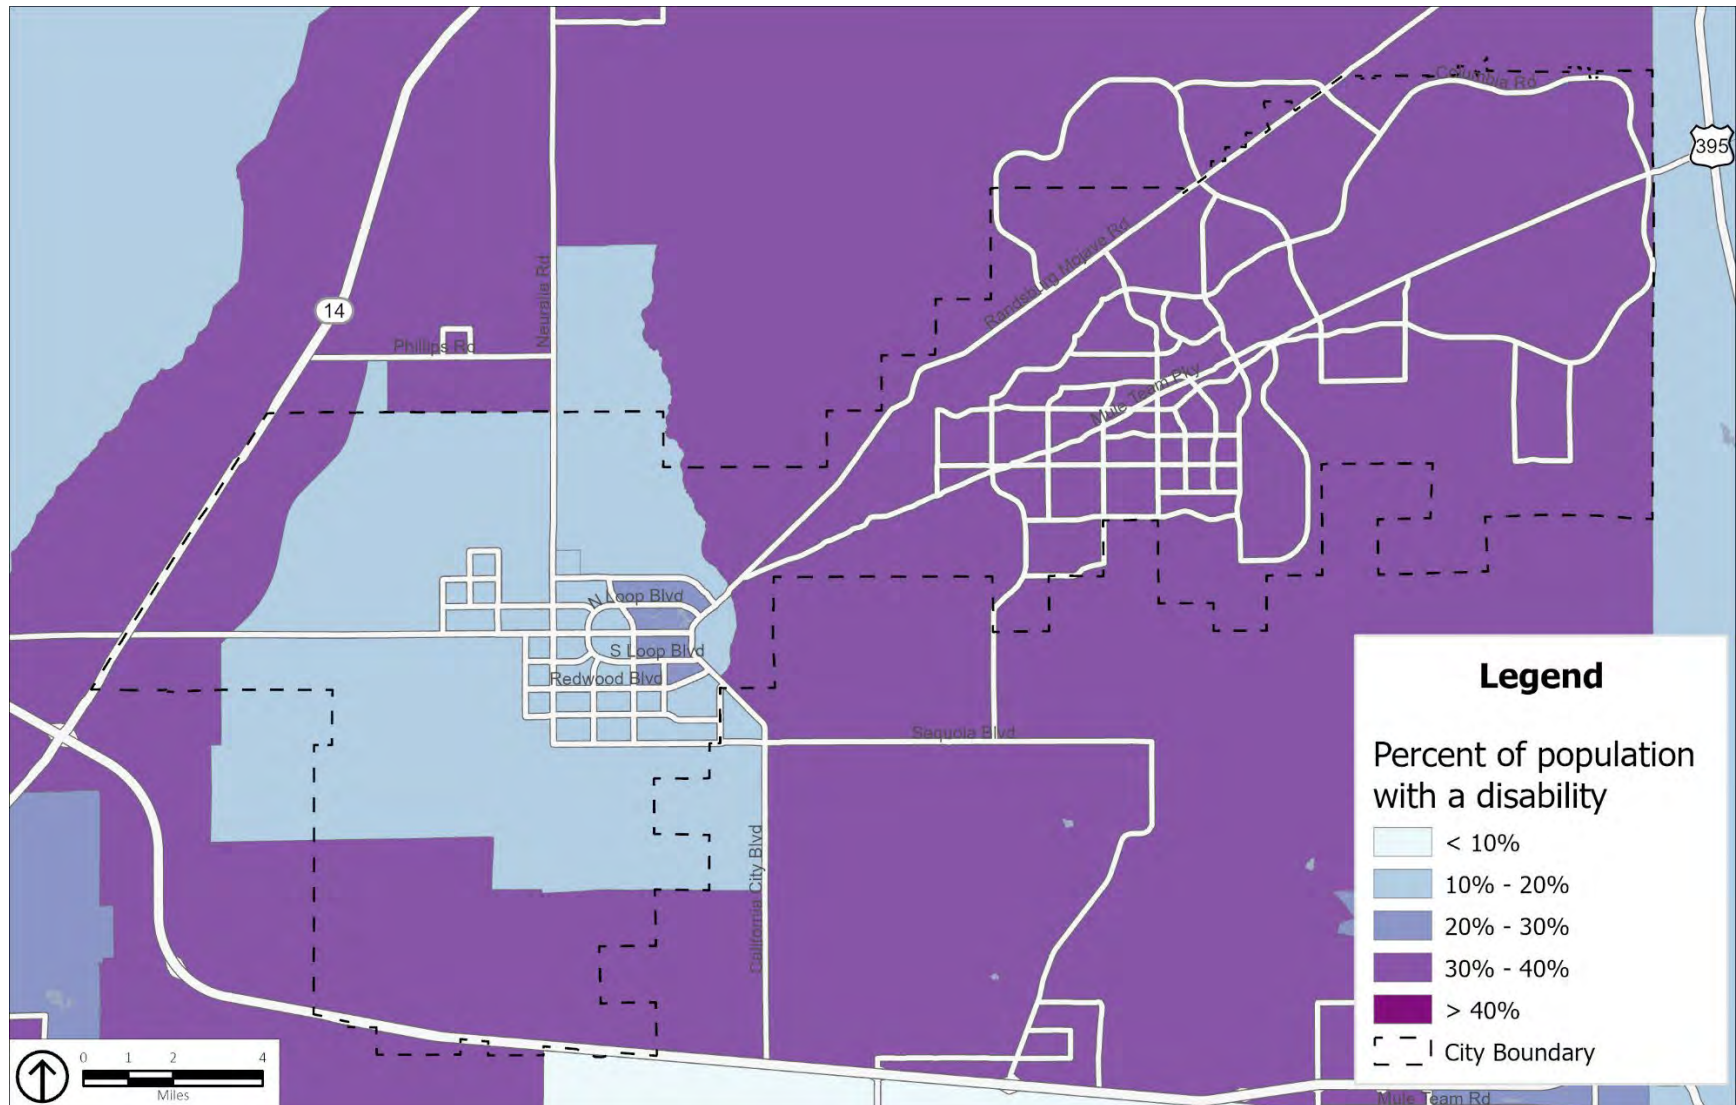 Columbia Rd
395
Randsburg Mojave Rd
Neuralia Rd
14
Phillips Rd
Mule Team Pky
N Loop Blvd
S Loop Blvd
Redwood Blvd
Sequoia Blvd
California City Blvd
Legend
Percent of population
with a disability
< 10%
10% - 20%
20% - 30%
30% - 40%
> 40%
City Boundary
0 1 2 4
Miles
Mule Team Rd